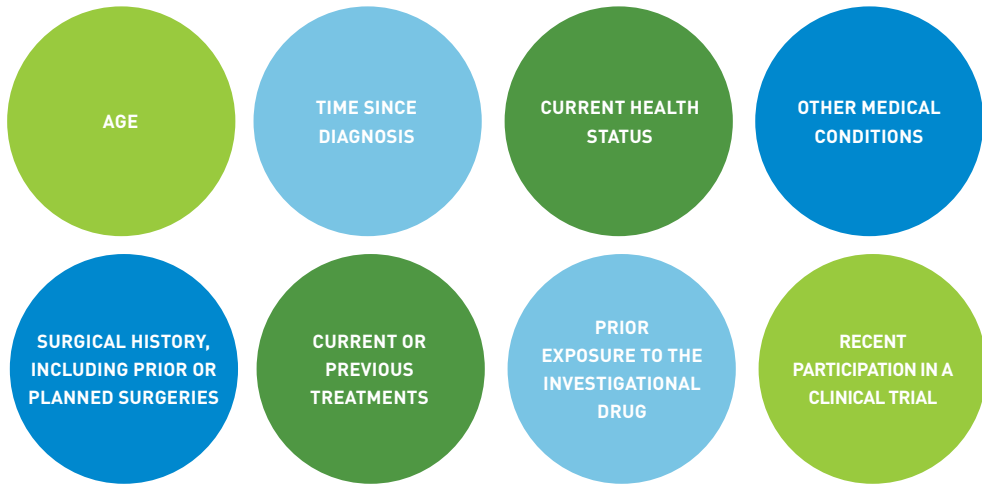 AGE
TIME SINCE
DIAGNOSIS
CURRENT HEALTH
STATUS
OTHER MEDICAL
CONDITIONS
SURGICAL HISTORY,
INCLUDING PRIOR OR
PLANNED SURGERIES
CURRENT OR
PREVIOUS
TREATMENTS
PRIOR
EXPOSURE TO THE
INVESTIGATIONAL
DRUG
RECENT
PARTICIPATION IN A
CLINICAL TRIAL